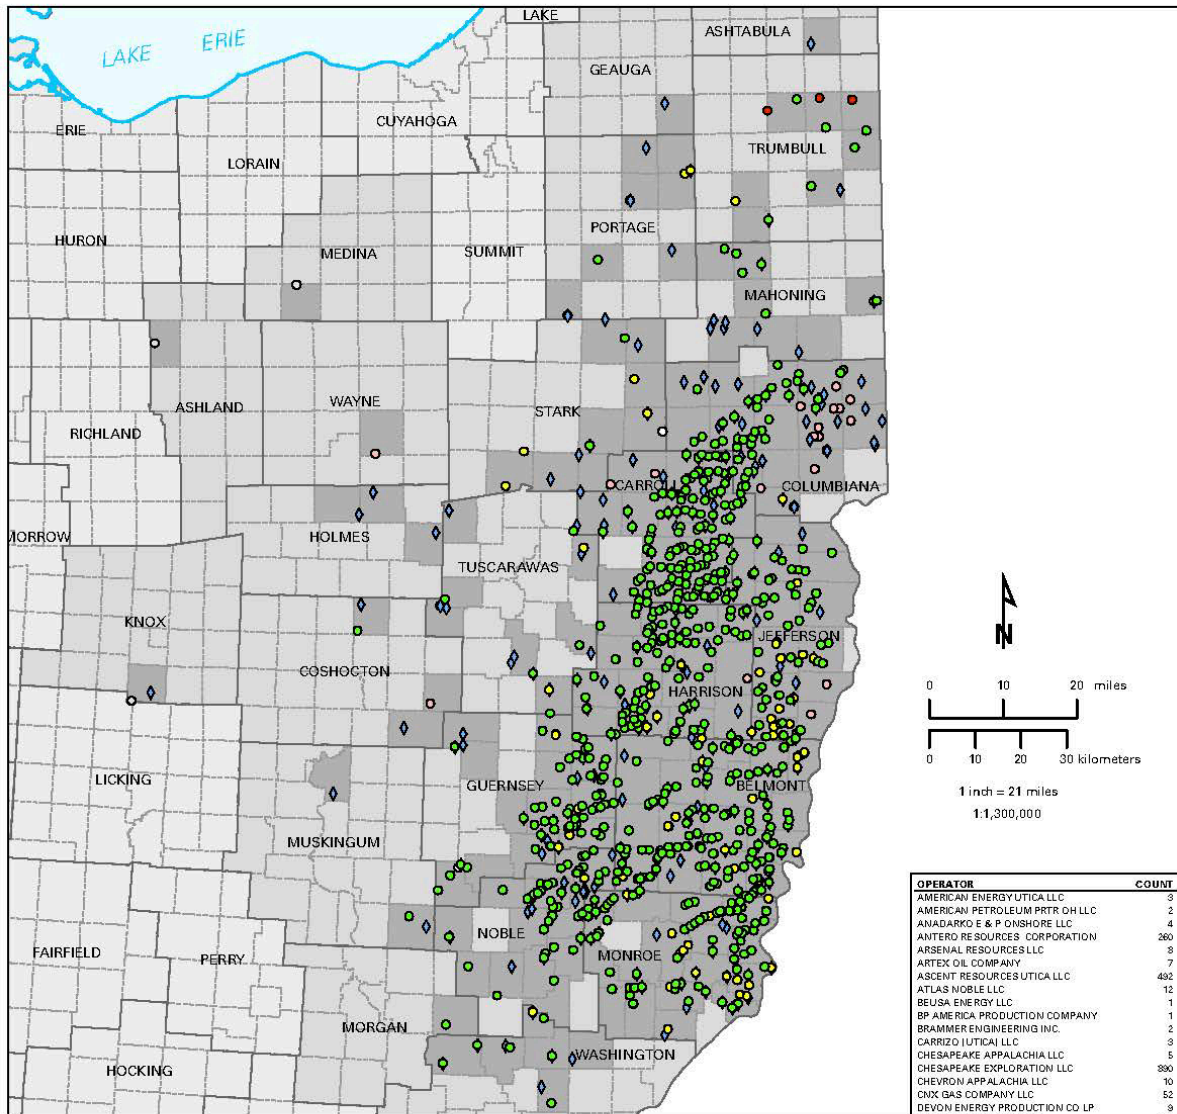 LAKE
ASHTABULA
LAKE ERIE
GEAUGA
CUYAHOGA
ERIE
TRUMBULL
LORAIN
PORTAGE
HURON
MEDINA
SUMMIT
MAHONING
WAYNE
ASHLAND
STARK
RICHLAND
CARROLL
COLUMBIANA
MORROW
HOLMES
TUSCARAWAS
KNOX
JEFFERSON
COSHOCTON
HARRISON
LICKING
GUERNSEY
BELMONT
MUSKINGUM
NOBLE
FAIRFIELD
PERRY
MONROE
MORGAN
WASHINGTON
HOCKING
N
0 10 20 miles
0 10 20 30 kilometers
1 inch = 21 miles
1:1,300,000
OPERATOR COUNT
AMERICAN ENERGY UTICA LLC 3
AMERICAN PETROLEUM PRTR OH LLC 2
ANADARKO E & P ONSHORE LLC 4
ANTERO RESOURCES CORPORATION 260
ARSENAL RESOURCES LLC 8
ARTEX OIL COMPANY 7
ASCENT RESOURCES UTICA LLC 492
ATLAS NOBLE LLC 12
BEUSA ENERGY LLC 1
BP AMERICA PRODUCTION COMPANY 1
BRAMMER ENGINEERING INC. 2
CARRIZO (UTICA) LLC 3
CHESAPEAKE APPALACHIA LLC 5
CHESAPEAKE EXPLORATION LLC 890
CHEVRON APPALACHIA LLC 10
CNX GAS COMPANY LLC 52
DEVON ENERGY PRODUCTION CO LP 9